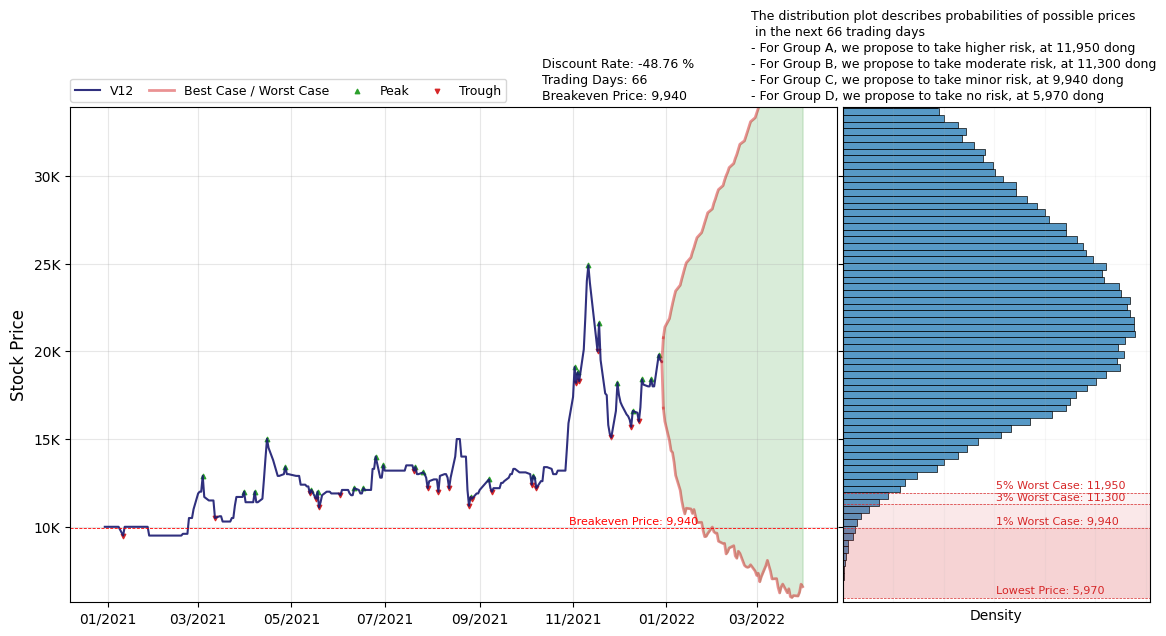 The distribution plot describes probabilities of possible prices
in the next 66 trading days
- For Group A, we propose to take higher risk, at 11,950 dong
- For Group B, we propose to take moderate risk, at 11,300 dong
- For Group C, we propose to take minor risk, at 9,940 dong
- For Group D, we propose to take no risk, at 5,970 dong
Discount Rate: -48.76 %
Trading Days: 66
Breakeven Price: 9,940
V12
Best Case / Worst Case
Peak
Trough
Stock Price
30K
25K
20K
15K
10K
Breakeven Price: 9,940
5% Worst Case: 11,950
3% Worst Case: 11,300
1% Worst Case: 9,940
Lowest Price: 5,970
01/2021
03/2021
05/2021
07/2021
09/2021
11/2021
01/2022
03/2022
Density